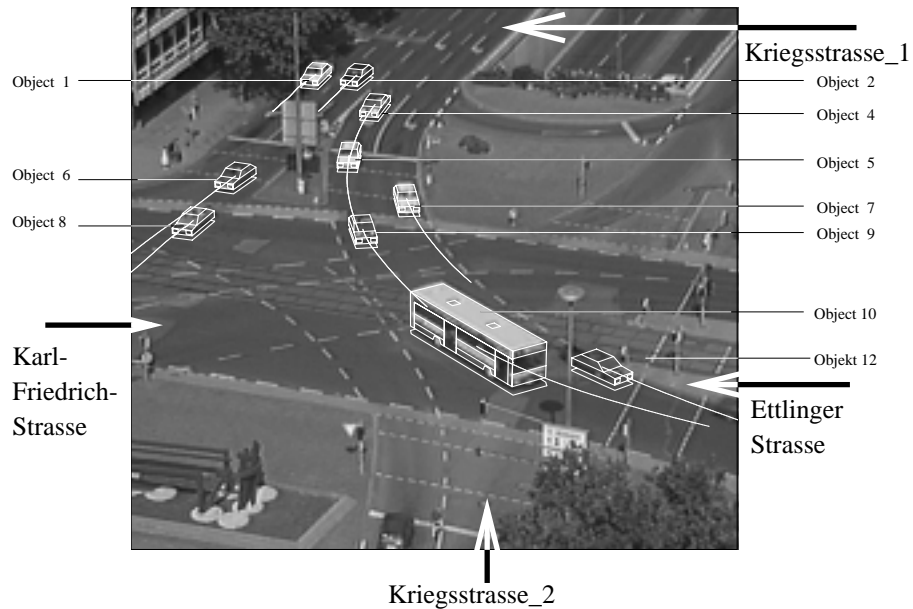 Kriegsstrasse_1
Object 1
Object 2
Object 4
Object 5
Object 6
Object 7
Object 8
Object 9
Object 10
Karl-
Friedrich-
Strasse
Objekt 12
Ettlinger
Strasse
Kriegsstrasse_2